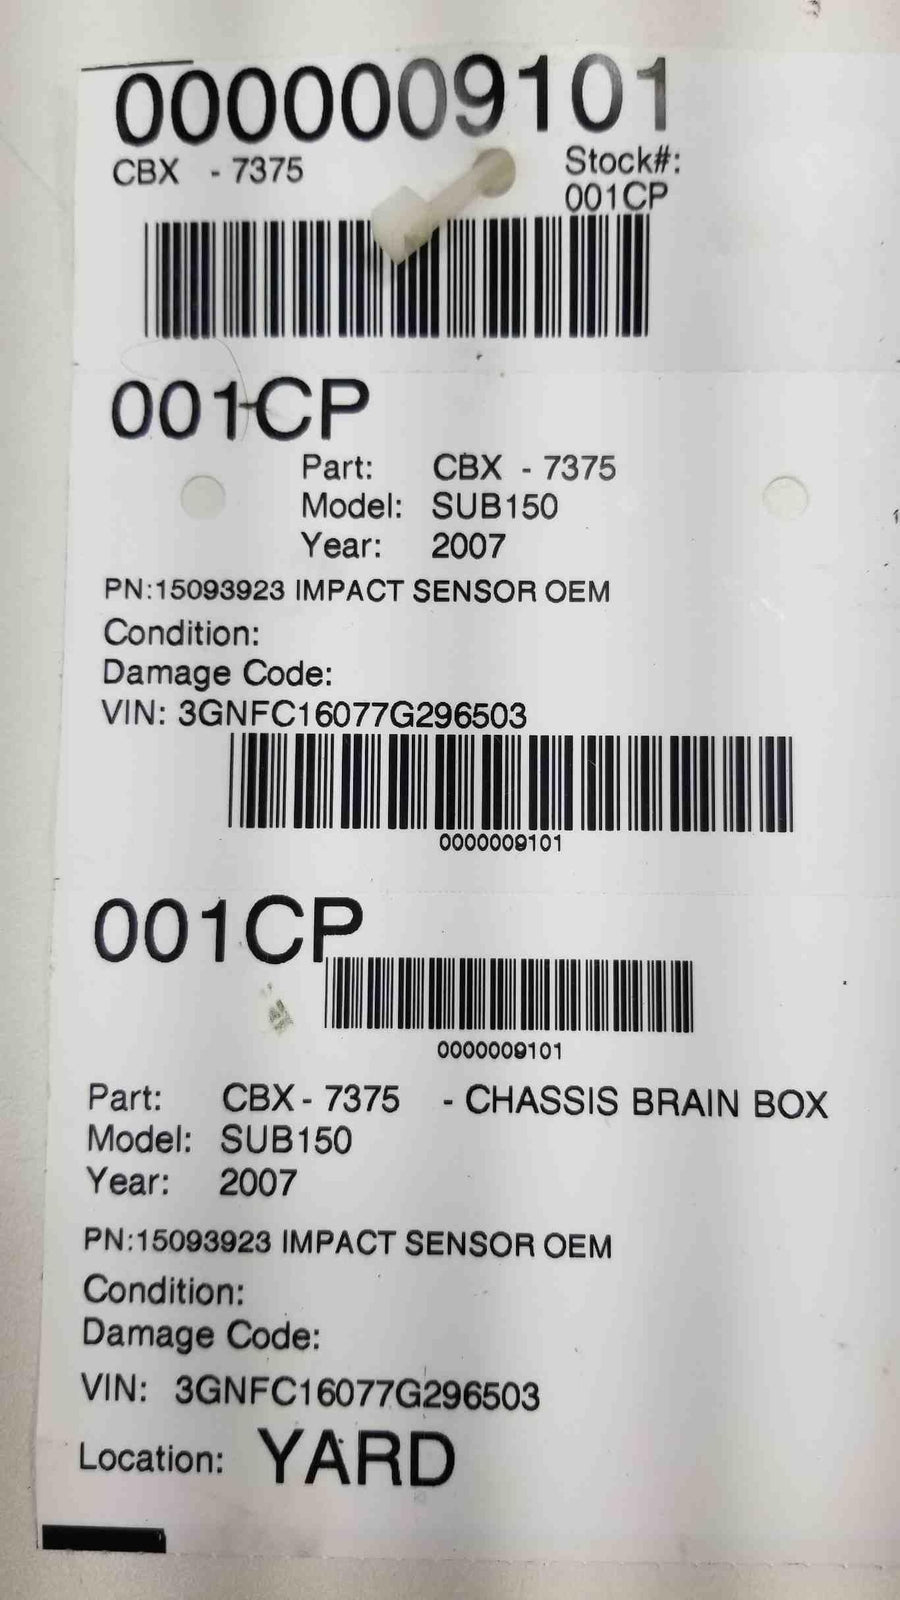 0000009101
CBX - 7375
Stock#:
001CP
001CP
Part: CBX - 7375
Model: SUB150
Year: 2007
PN:15093923 IMPACT SENSOR OEM
Condition:
Damage Code:
VIN: 3GNFC16077G296503
0000009101
001CP
0000009101
Part: CBX - 7375 - CHASSIS BRAIN BOX
Model: SUB150
Year: 2007
PN:15093923 IMPACT SENSOR OEM
Condition:
Damage Code:
VIN: 3GNFC16077G296503
Location: YARD